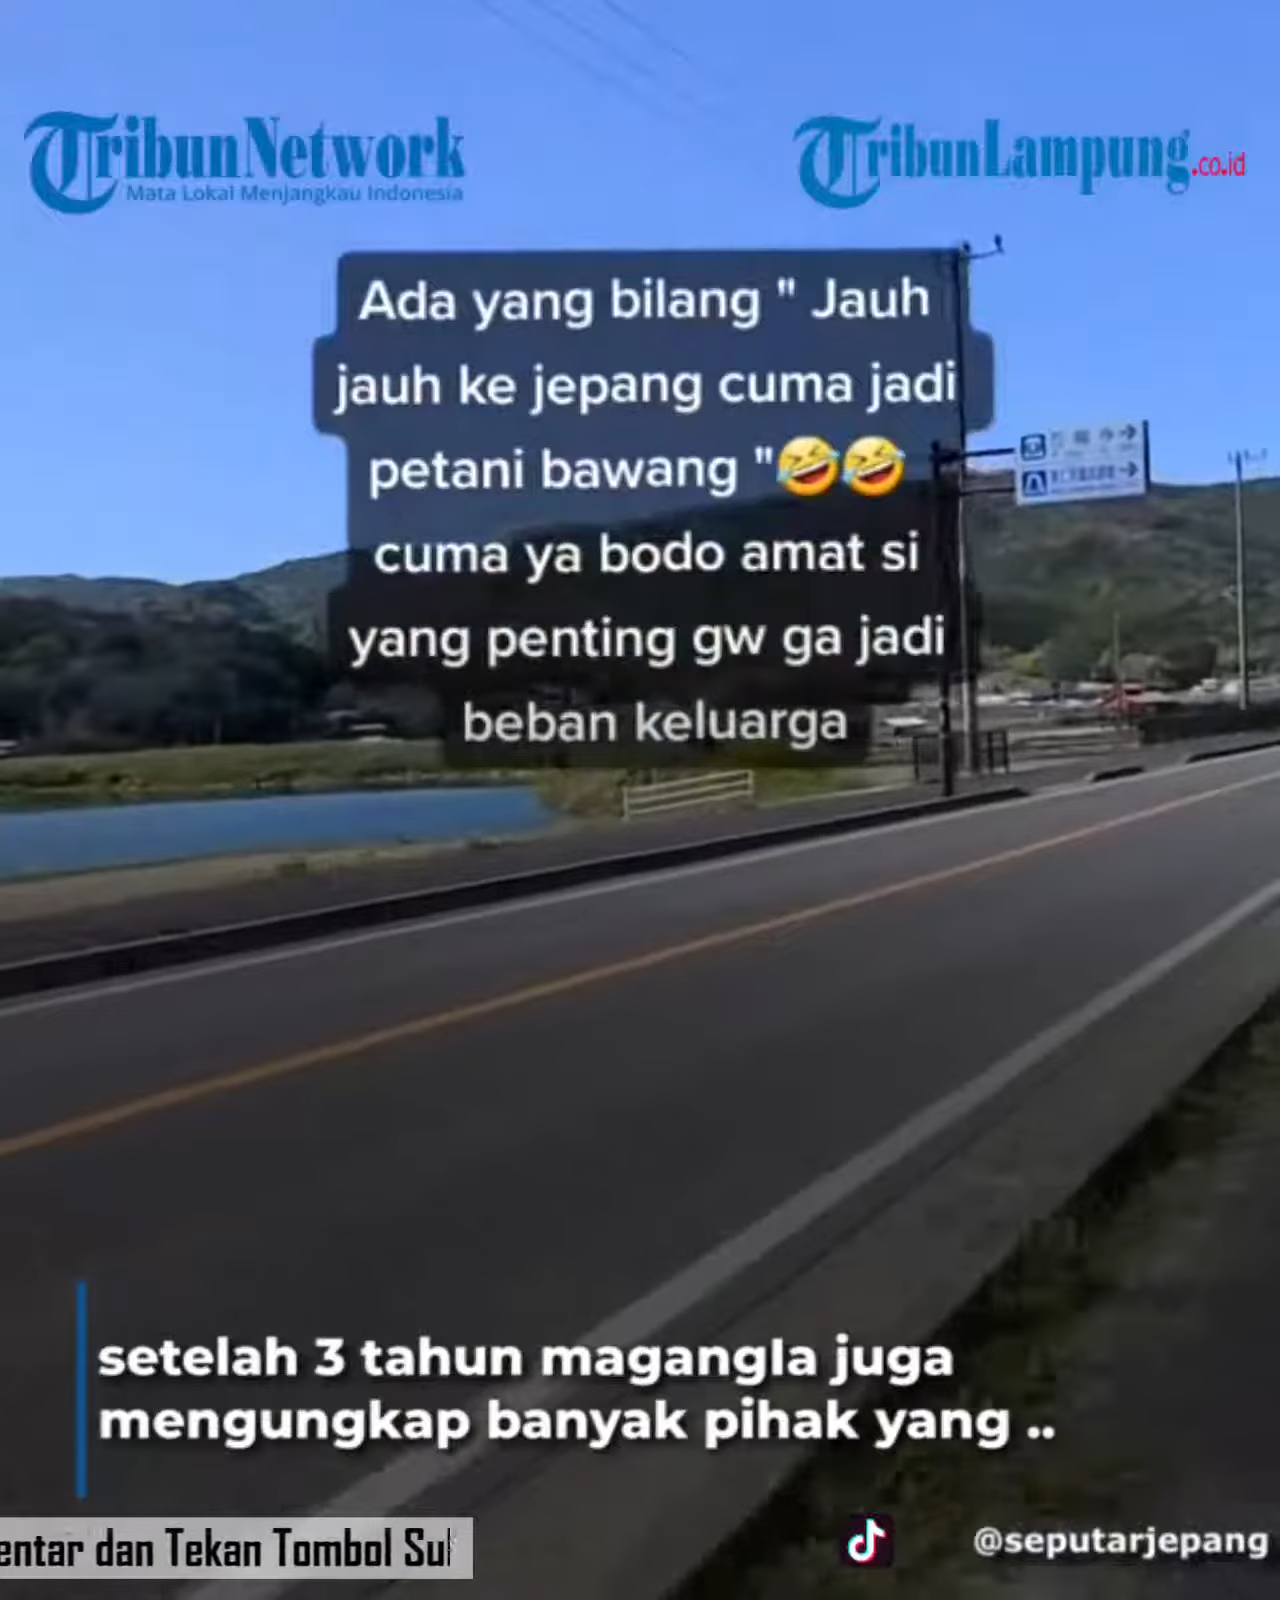 TribunNetwork
Mata Lokal Menjangkau Indonesia
TribunLampung.co.id
Ada yang bilang " Jauh
jauh ke jepang cuma jadi
petani bawang "🤣🤣
cuma ya bodo amat si
yang penting gw ga jadi
beban keluarga
setelah 3 tahun magangIa juga
mengungkap banyak pihak yang ..
entar dan Tekan Tombol Sul
@seputarjepang